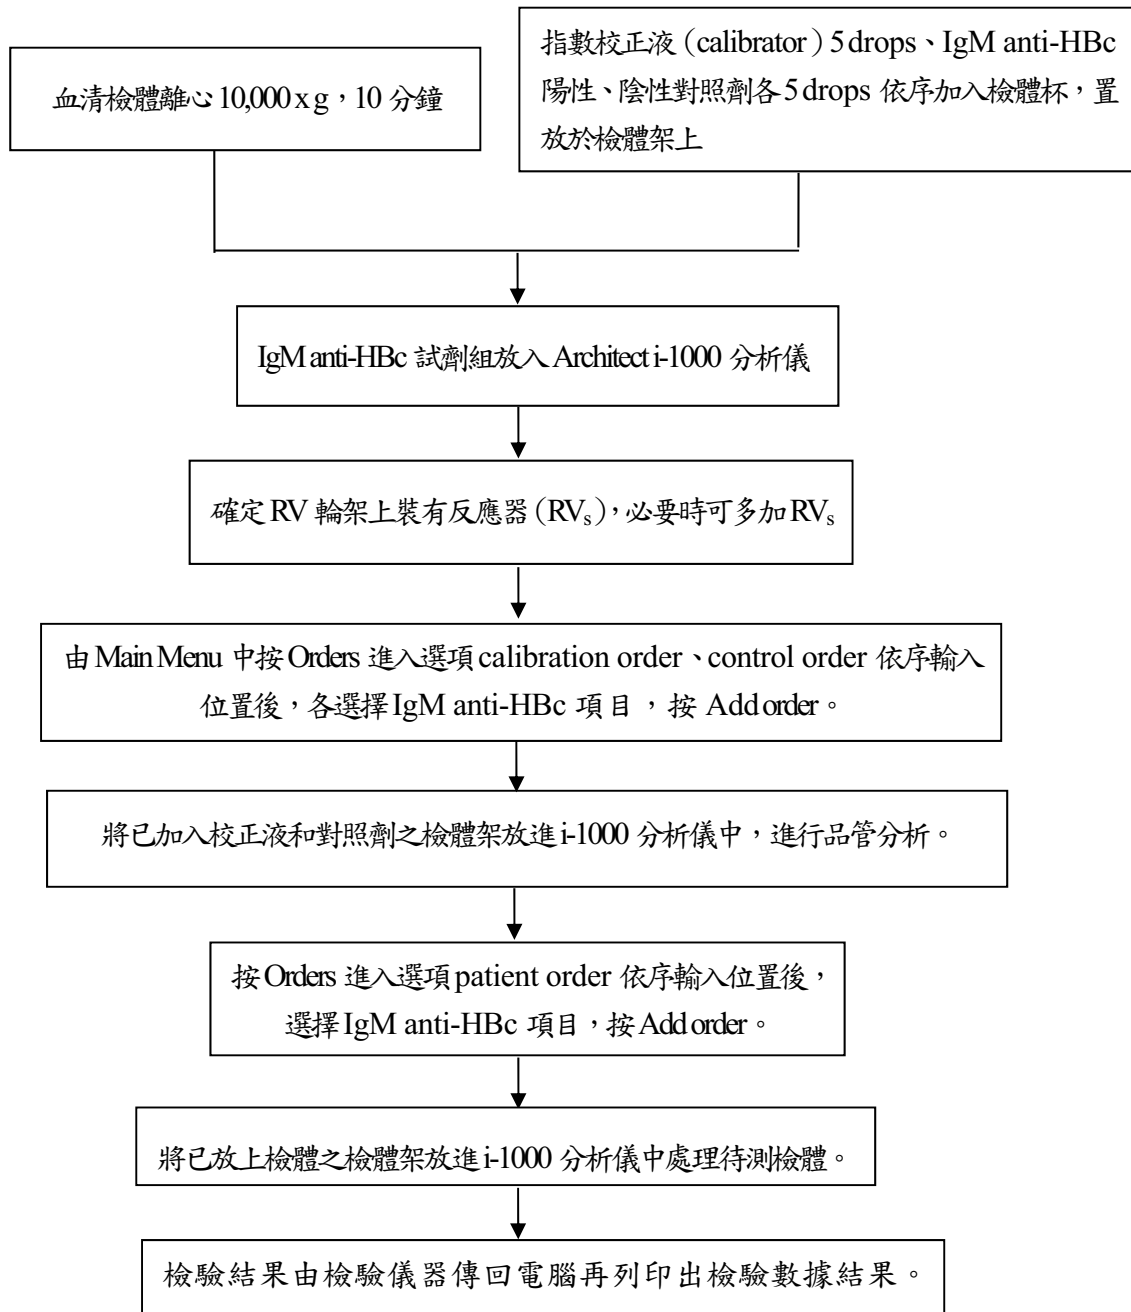 血清檢體離心 10,000 x g，10 分鐘
指數校正液（calibrator）5 drops、IgM anti-HBc
陽性、陰性對照劑各 5 drops 依序加入檢體杯，置
放於檢體架上
IgM anti-HBc 試劑組放入 Architect i-1000 分析儀
確定 RV 輪架上裝有反應器（RVs），必要時可多加 RVs
由 Main Menu 中按 Orders 進入選項 calibration order、control order 依序輸入
位置後，各選擇 IgM anti-HBc 項目，按 Add order。
將已加入校正液和對照劑之檢體架放進 i-1000 分析儀中，進行品管分析。
按 Orders 進入選項 patient order 依序輸入位置後，
選擇 IgM anti-HBc 項目，按 Add order。
將已放上檢體之檢體架放進 i-1000 分析儀中處理待測檢體。
檢驗結果由檢驗儀器傳回電腦再列印出檢驗數據結果。